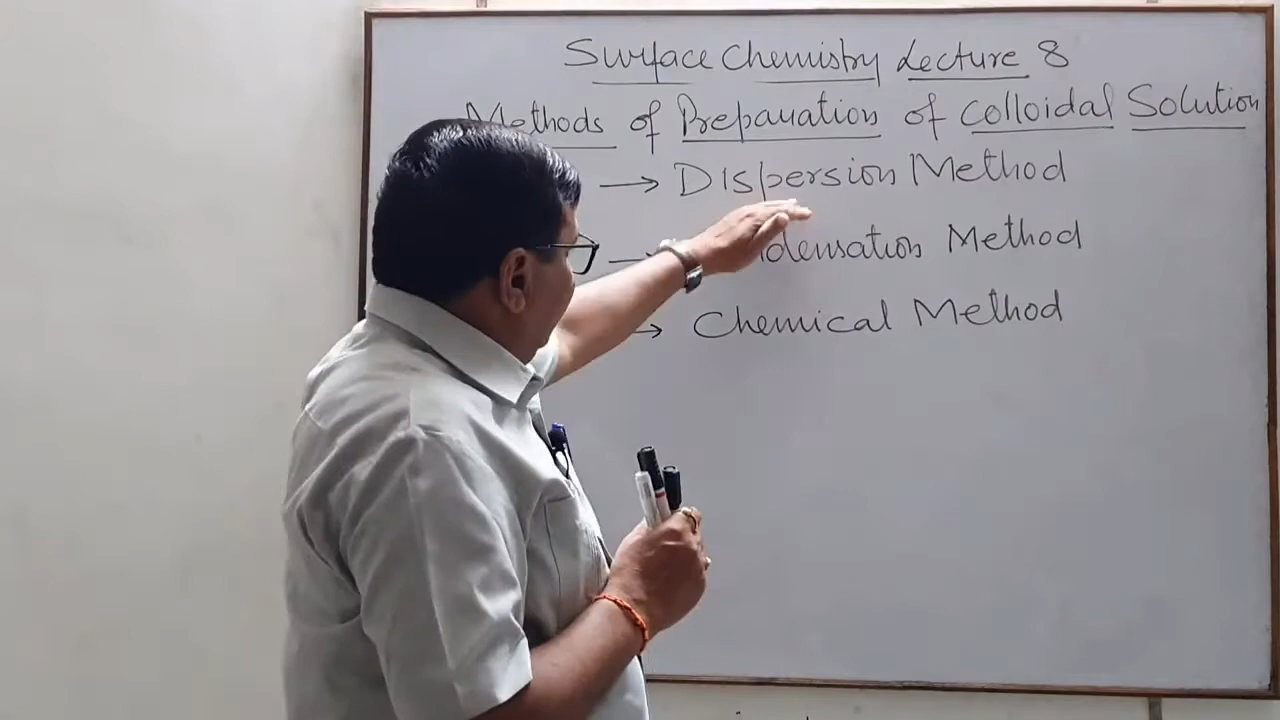 Surface Chemistry Lecture 8
Methods of Preparation of Colloidal Solution
→ Dispersion Method
Method
→ Chemical Method